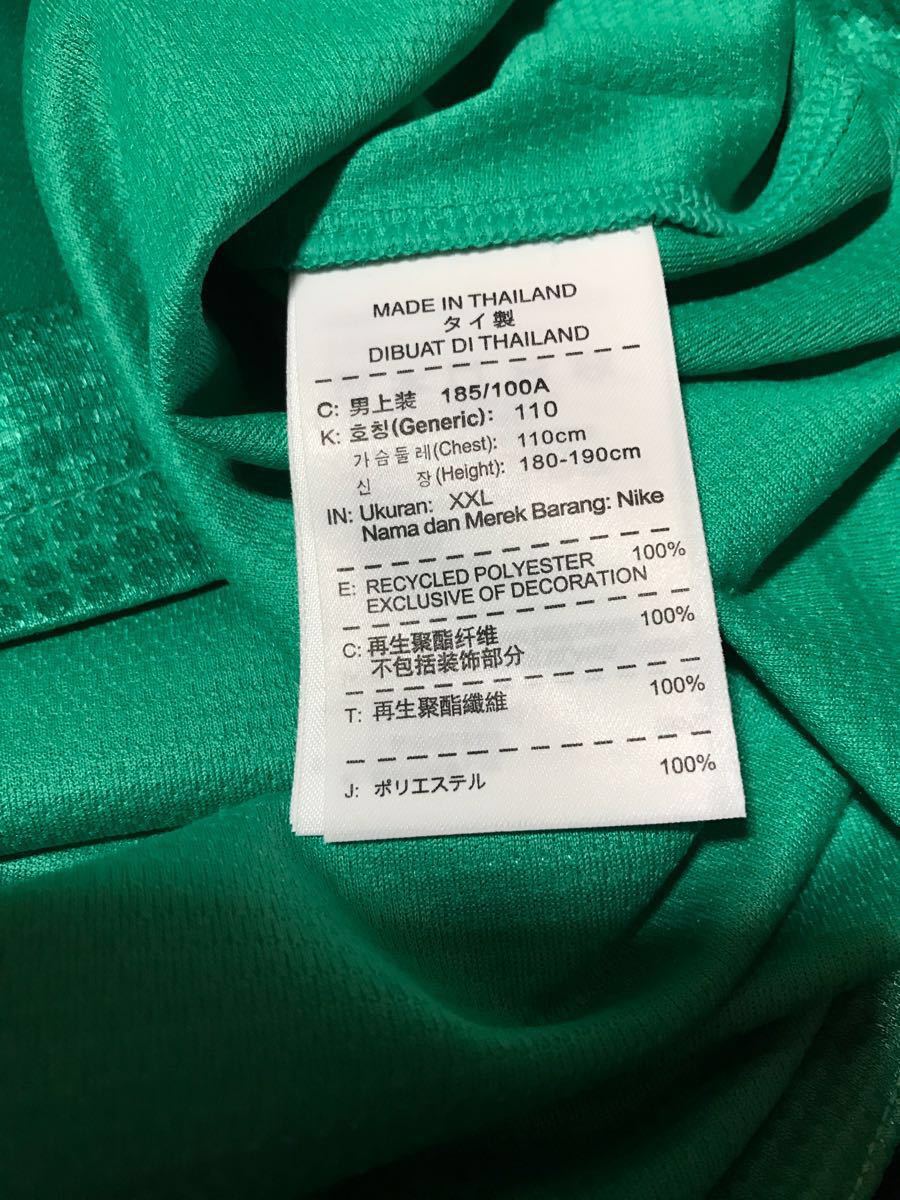 MADE IN THAILAND
タイ製
DIBUAT DI THAILAND
C: 男上装 185/100A
K: 호칭(Generic): 110
가슴둘레(Chest): 110cm
신 장(Height): 180-190cm
IN: Ukuran: XXL
Nama dan Merek Barang: Nike
E: RECYCLED POLYESTER 100%
EXCLUSIVE OF DECORATION
C: 再生聚酯纤维 100%
不包括装饰部分
T: 再生聚酯纖維 100%
J: ポリエステル 100%